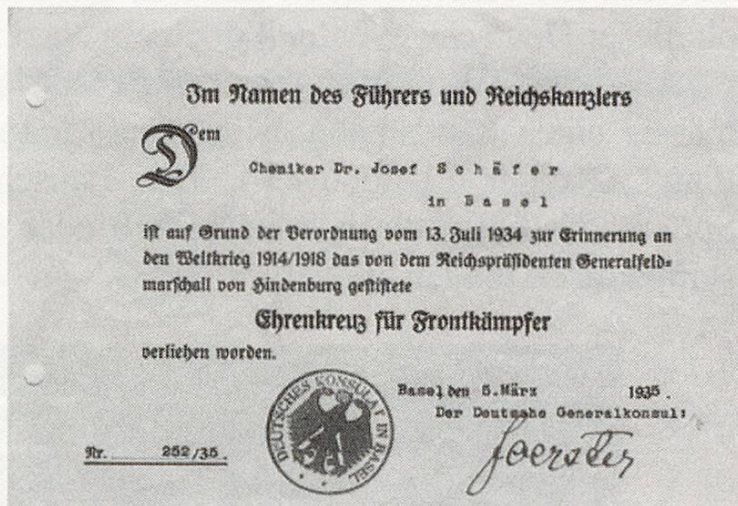 Im Namen des Führers und Reichskanzlers
Dem
Chemiker Dr. Josef Schäfer
in Basel
ist auf Grund der Verordnung vom 13. Juli 1934 zur Erinnerung an
den Weltkrieg 1914/1918 das von dem Reichspräsidenten Generalfeld=
marschall von Hindenburg gestiftete
Ehrenkreuz für Frontkämpfer
verliehen worden.
Basel den 5.März 1935.
Der Deutsche Generalkonsul:
DEUTSCHES KONSULAT IN BASEL
Nr. 252/35.
Foerster